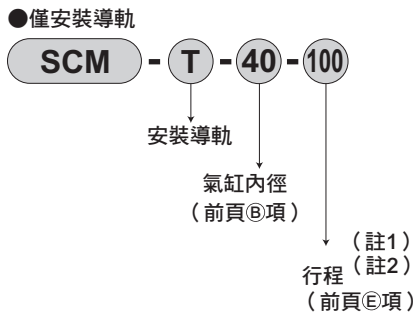 ●僅安裝導軌
SCM - T - 40 - 100
安裝導軌
氣缸內徑
（前頁Ⓑ項）
（註1）
行程（註2）
（前頁Ⓔ項）